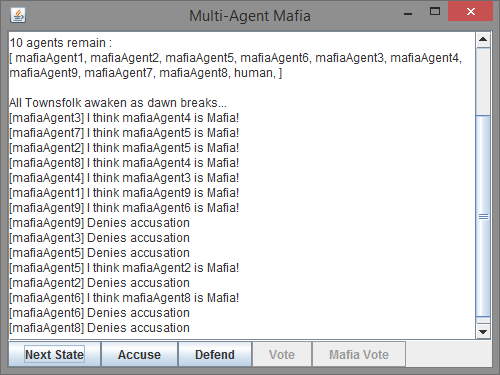 Multi-Agent Mafia
10 agents remain :
[ mafiaAgent1, mafiaAgent2, mafiaAgent5, mafiaAgent6, mafiaAgent3, mafiaAgent4,
mafiaAgent9, mafiaAgent7, mafiaAgent8, human, ]
All Townsfolk awaken as dawn breaks...
[mafiaAgent3] I think mafiaAgent4 is Mafia!
[mafiaAgent7] I think mafiaAgent5 is Mafia!
[mafiaAgent2] I think mafiaAgent5 is Mafia!
[mafiaAgent8] I think mafiaAgent4 is Mafia!
[mafiaAgent4] I think mafiaAgent3 is Mafia!
[mafiaAgent1] I think mafiaAgent9 is Mafia!
[mafiaAgent9] I think mafiaAgent6 is Mafia!
[mafiaAgent9] Denies accusation
[mafiaAgent3] Denies accusation
[mafiaAgent5] Denies accusation
[mafiaAgent5] I think mafiaAgent2 is Mafia!
[mafiaAgent2] Denies accusation
[mafiaAgent6] I think mafiaAgent8 is Mafia!
[mafiaAgent6] Denies accusation
[mafiaAgent8] Denies accusation
Next State Accuse Defend Vote Mafia Vote